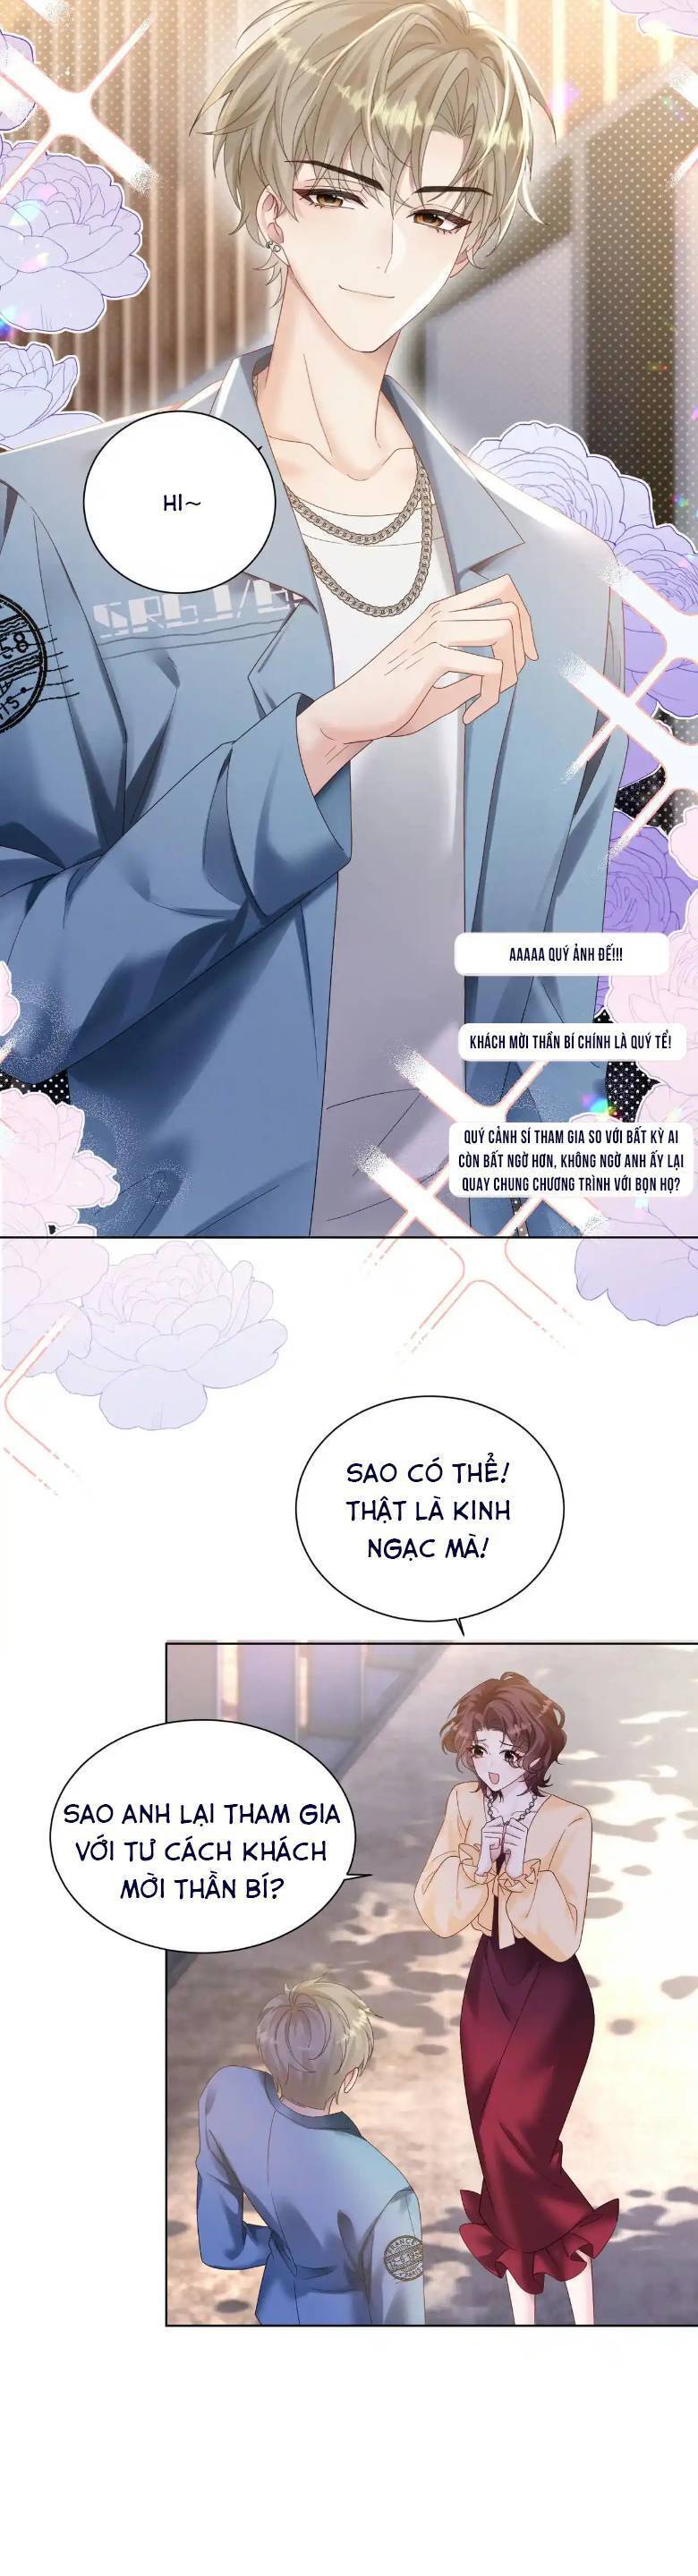 HI~
AAAAA QUÝ ẢNH ĐẾ!!!
KHÁCH MỜI THẦN BÍ CHÍNH LÀ QUÝ TỂ!
QUÝ CẢNH SÍ THAM GIA SO VỚI BẤT KỲ AI
CÒN BẤT NGỜ HƠN, KHÔNG NGỜ ANH ẤY LẠI
QUAY CHUNG CHƯƠNG TRÌNH VỚI BỌN HỌ?
SAO CÓ THỂ!
THẬT LÀ KINH
NGẠC MÀ!
SAO ANH LẠI THAM GIA
VỚI TƯ CÁCH KHÁCH
MỜI THẦN BÍ?